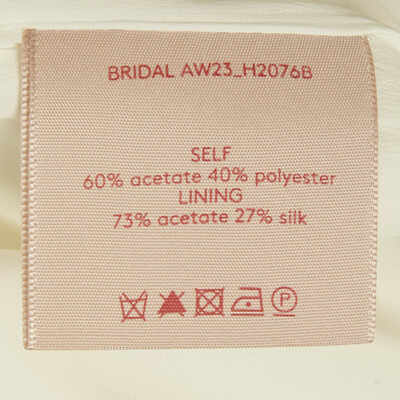 BRIDAL AW23_H2076B
SELF
60% acetate 40% polyester
LINING
73% acetate 27% silk
P